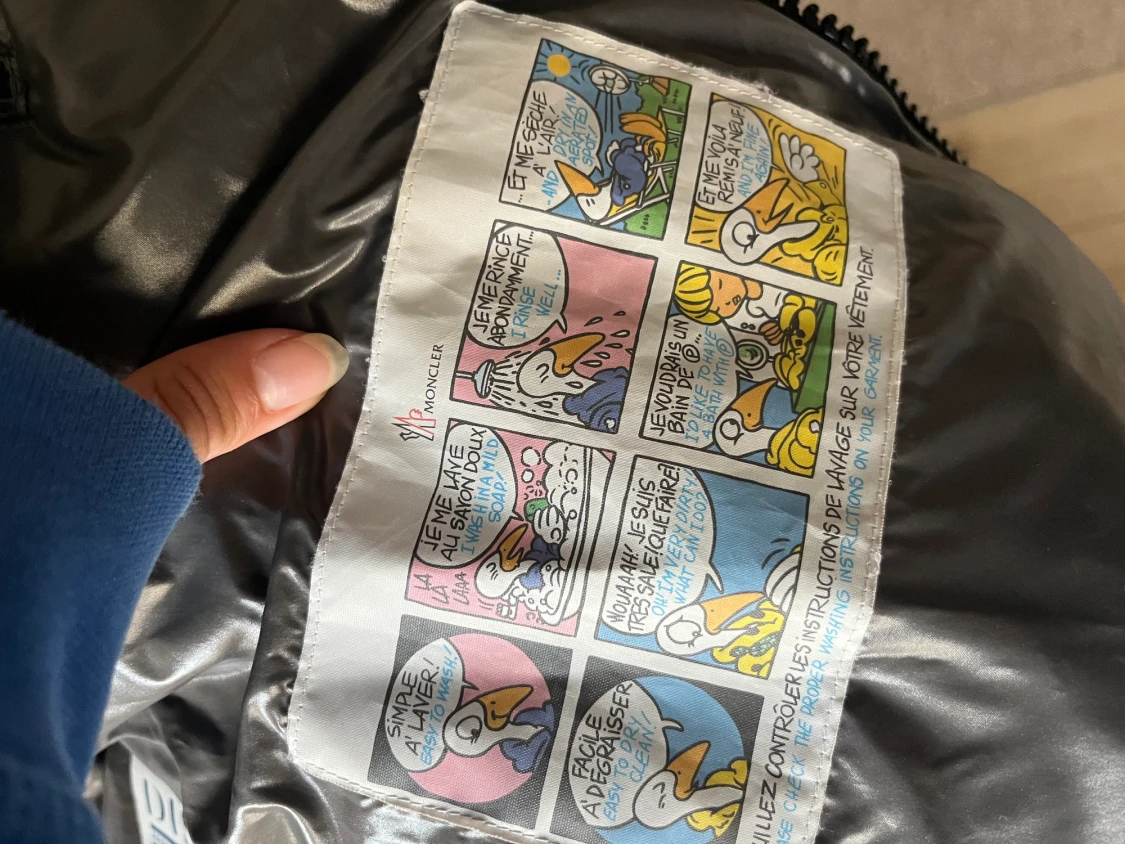 MONCLER
SIMPLE
A' LAVER!
EASY TO WASH!
LA
LA
LAAA
JE ME LAVE
AU SAVON DOUX
I WASH IN A MILD
SOAP!
JE ME RINCE
ABONDAMMENT...
I RINSE
WELL...
... ET ME SÈCHE
A' L'AIR!
- AND DRY IN AN
AERATED
SPOT!
FACILE
A' DÉGRAISSER
EASY TO DRY
CLEAN!
MOUAAAH! JE SUIS
TRES SALE! QUE FAIRE!
OH! I'M VERY DIRTY!
WHAT CAN I DO?
JE VOUDRAIS UN
BAIN DE Ⓟ...
I'D LIKE TO HAVE
A BATH WITH Ⓟ
ET ME VOILA
REMIS A' NEUF!
AND I'M FINE
AGAIN!
CONTRÔLER LES INSTRUCTIONS DE LAVAGE SUR VOTRE VÊTEMENT.
CHECK THE PROPER WASHING INSTRUCTIONS ON YOUR GARMENT.